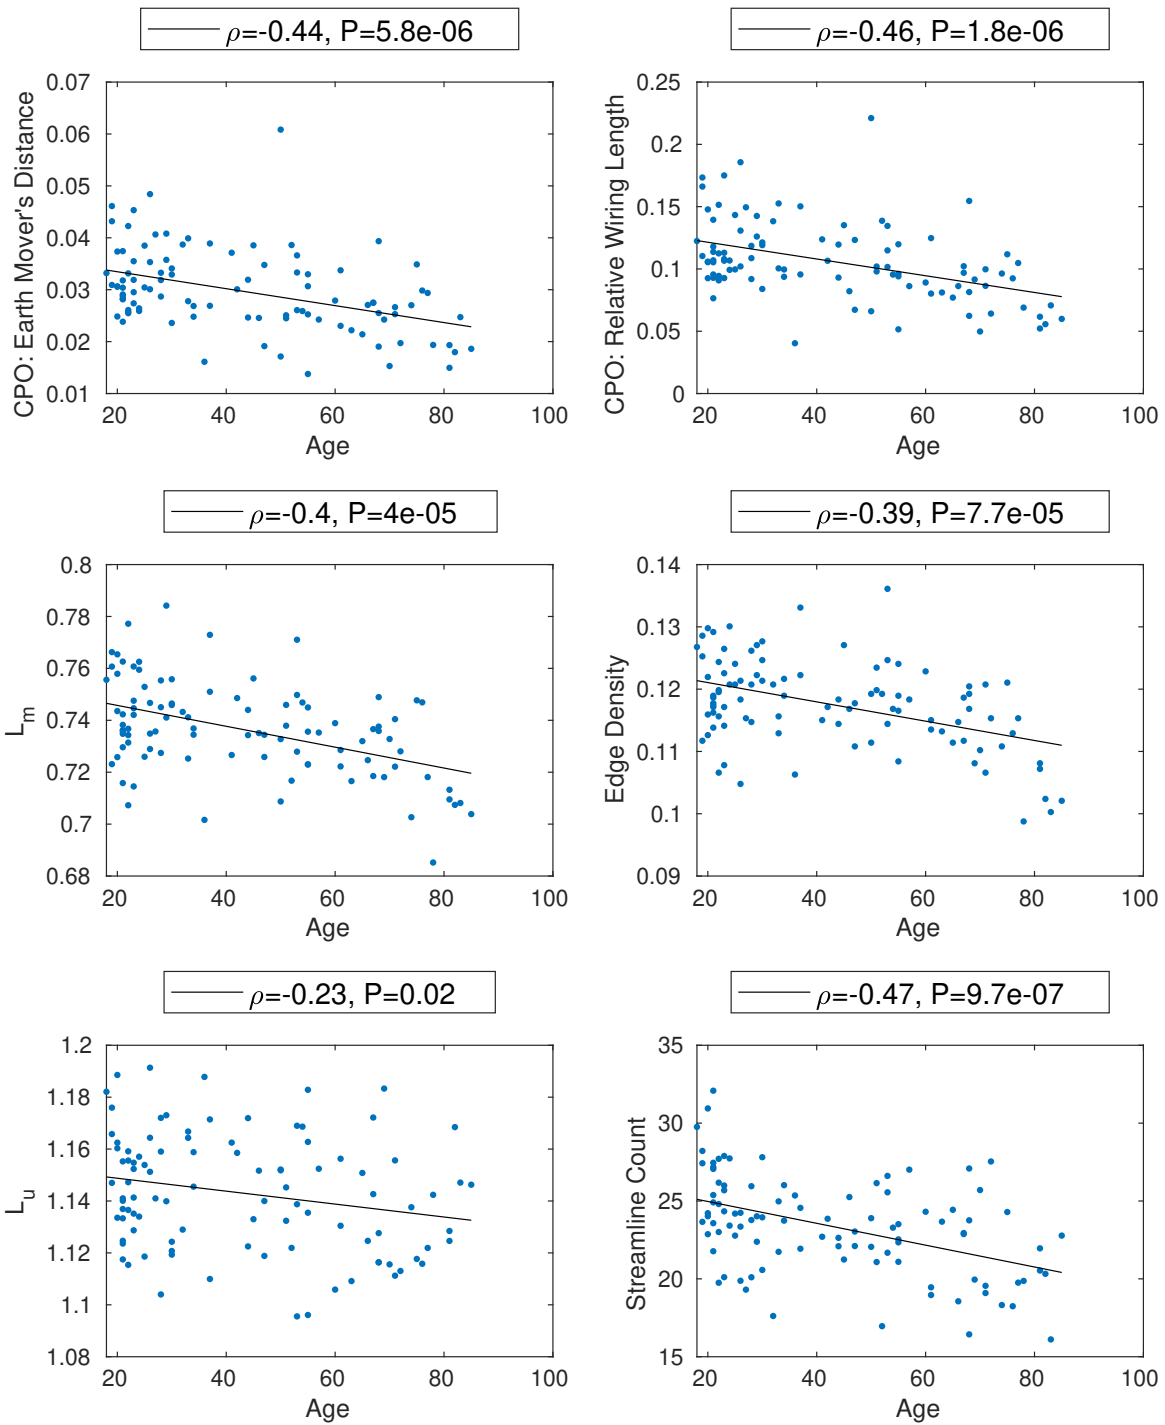 ρ=-0.44, P=5.8e-06
CPO: Earth Mover's Distance
0.07
0.06
0.05
0.04
0.03
0.02
0.01
20 40 60 80 100
Age
ρ=-0.46, P=1.8e-06
CPO: Relative Wiring Length
0.25
0.2
0.15
0.1
0.05
0
20 40 60 80 100
Age
ρ=-0.4, P=4e-05
L_m
0.8
0.78
0.76
0.74
0.72
0.7
0.68
20 40 60 80 100
Age
ρ=-0.39, P=7.7e-05
Edge Density
0.14
0.13
0.12
0.11
0.1
0.09
20 40 60 80 100
Age
ρ=-0.23, P=0.02
L_u
1.2
1.18
1.16
1.14
1.12
1.1
1.08
20 40 60 80 100
Age
ρ=-0.47, P=9.7e-07
Streamline Count
35
30
25
20
15
20 40 60 80 100
Age